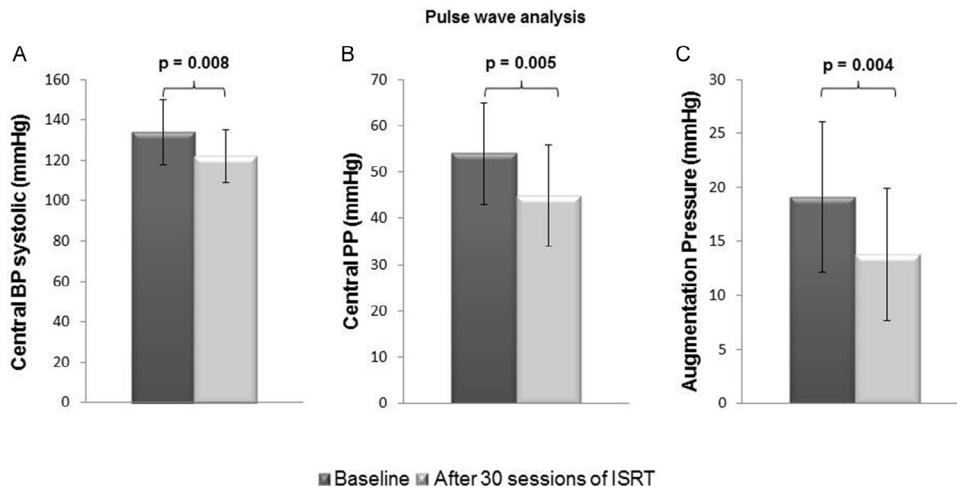 Pulse wave analysis
A
p = 0.008
Central BP systolic (mmHg)
160
140
120
100
80
60
40
20
0
B
p = 0.005
Central PP (mmHg)
70
60
50
40
30
20
10
0
C
p = 0.004
Augmentation Pressure (mmHg)
30
25
20
15
10
5
0
Baseline After 30 sessions of ISRT